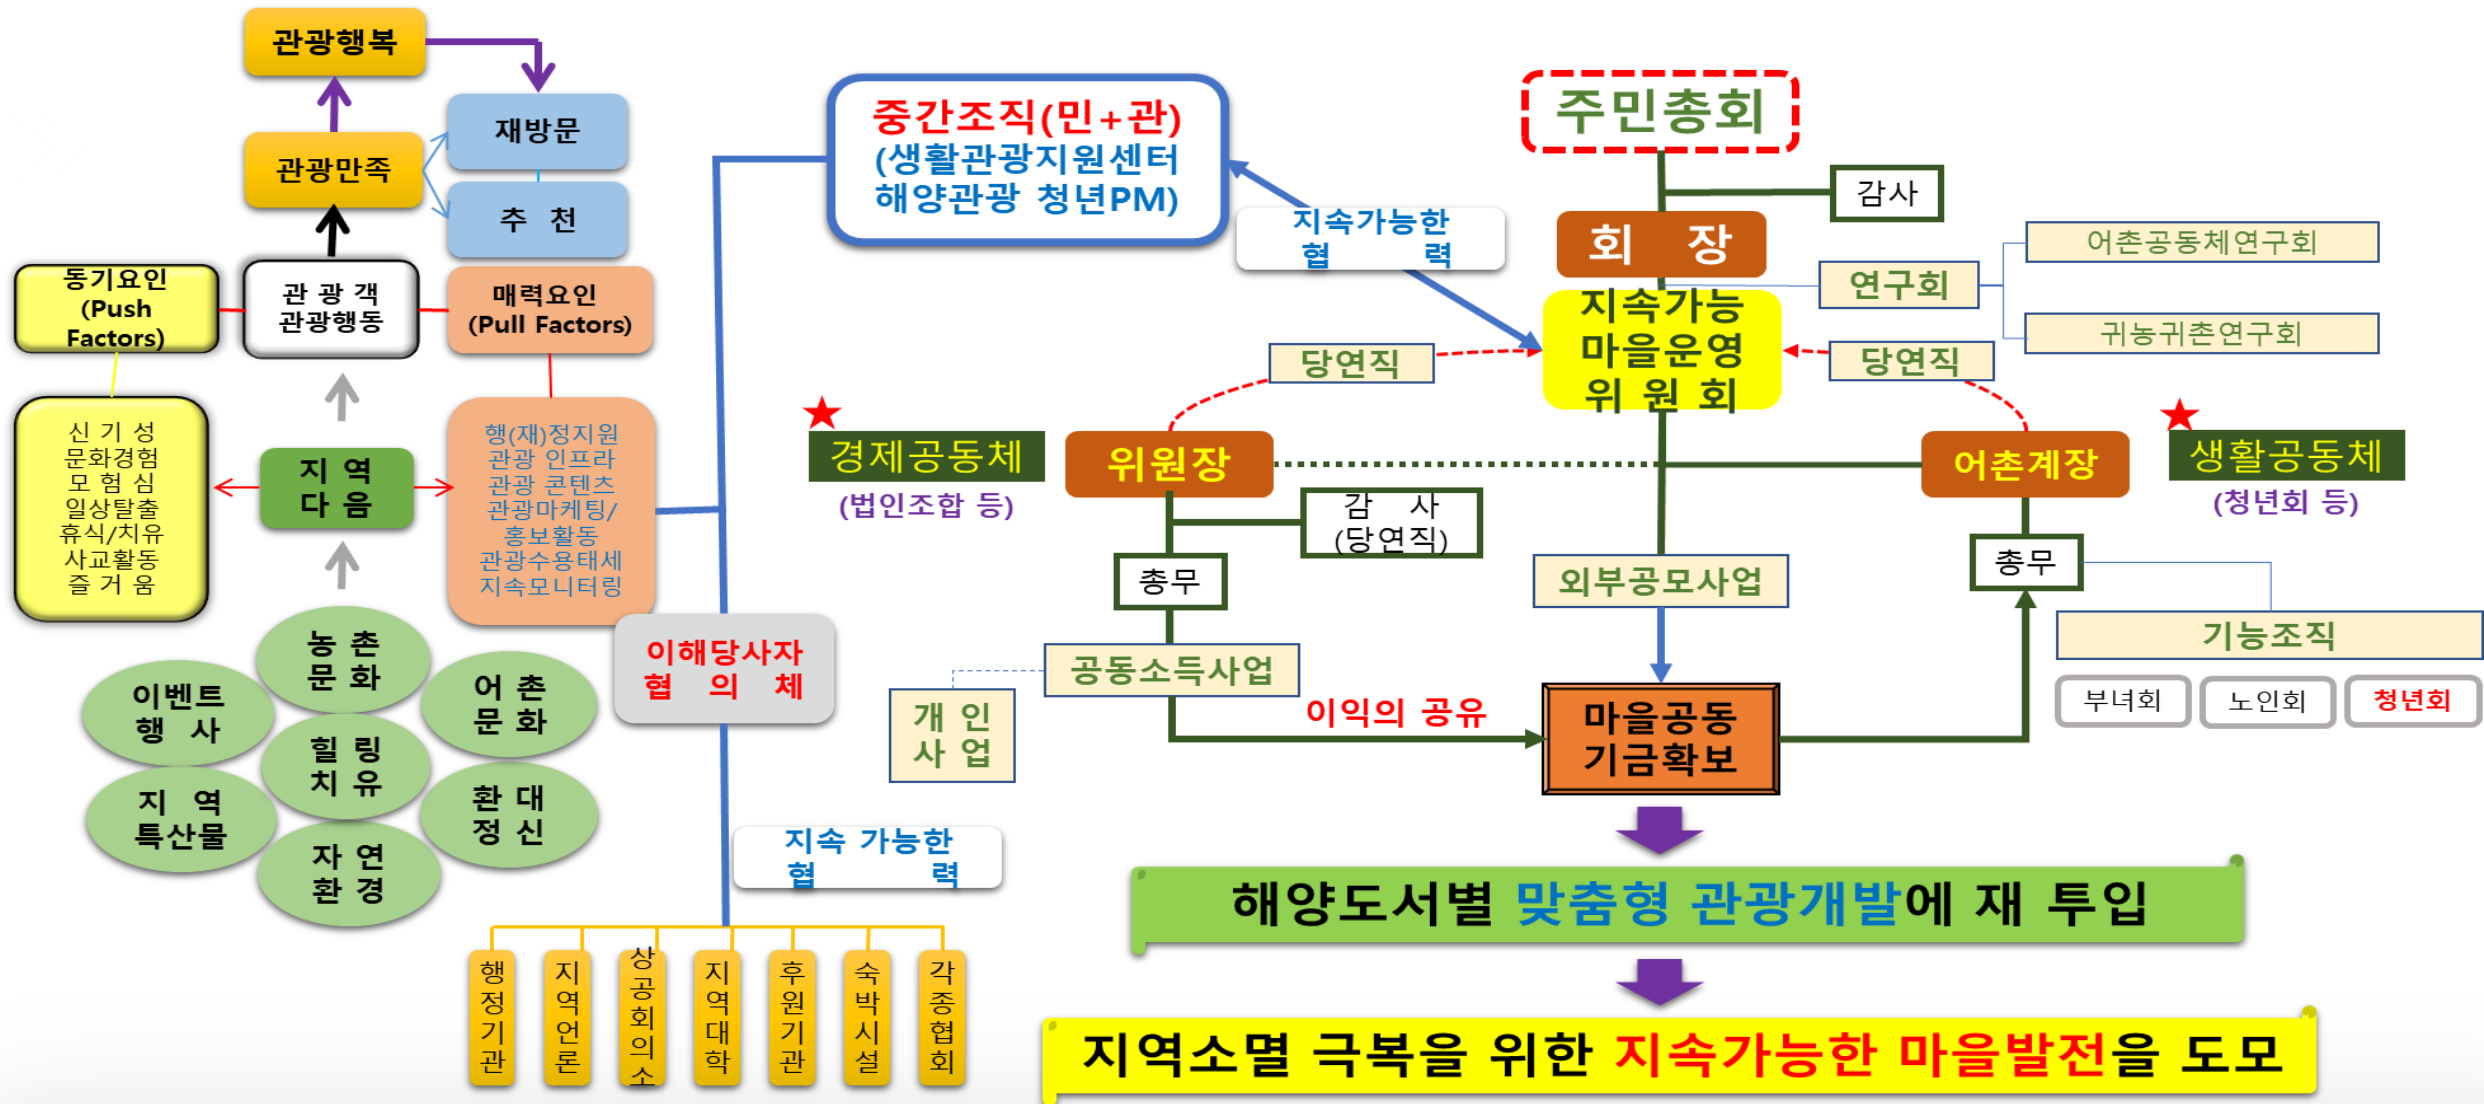 관광행복
관광만족
재방문
추 천
동기요인
(Push
Factors)
관 광 객
관광행동
매력요인
(Pull Factors)
신 기 성
문화경험
모 험 심
일상탈출
휴식/치유
사교활동
즐 거 움
지 역
다 음
행(재)정지원
관광 인프라
관광 콘텐츠
관광마케팅/
홍보활동
관광수용태세
지속모니터링
농 촌
문 화
이벤트
행 사
어 촌
문 화
힐 링
치 유
지 역
특산물
환 대
정 신
자 연
환 경
중간조직(민+관)
(생활관광지원센터
해양관광 청년PM)
지속가능한
협 력
이해당사자
협 의 체
지속 가능한
협 력
행정기관
지역언론
상공회의소
지역대학
후원기관
숙박시설
각종협회
주민총회
감사
회 장
연구회
어촌공동체연구회
귀농귀촌연구회
지속가능
마을운영
위 원 회
당연직
당연직
경제공동체
(법인조합 등)
위원장
어촌계장
생활공동체
(청년회 등)
감 사
(당연직)
총무
외부공모사업
총무
기능조직
부녀회
노인회
청년회
공동소득사업
개 인
사 업
이익의 공유
마을공동
기금확보
해양도서별 맞춤형 관광개발에 재 투입
지역소멸 극복을 위한 지속가능한 마을발전을 도모